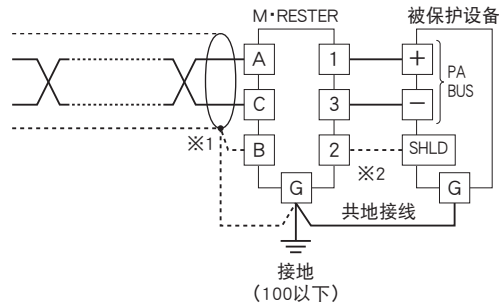 M・RESTER
被保护设备
A
1
+
PA
BUS
C
3
−
※1
B
2
※2
SHLD
G
G
共地接线
接地
(100以下)